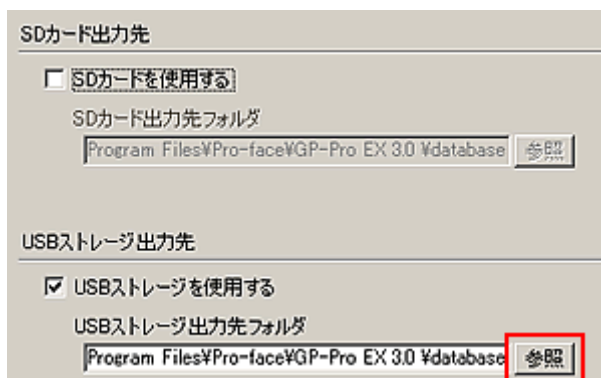 SDカード出力先
SDカードを使用する
SDカード出力先フォルダ
Program Files¥Pro-face¥GP-Pro EX 3.0 ¥database 参照
USBストレージ出力先
USBストレージを使用する
USBストレージ出力先フォルダ
Program Files¥Pro-face¥GP-Pro EX 3.0 ¥database 参照